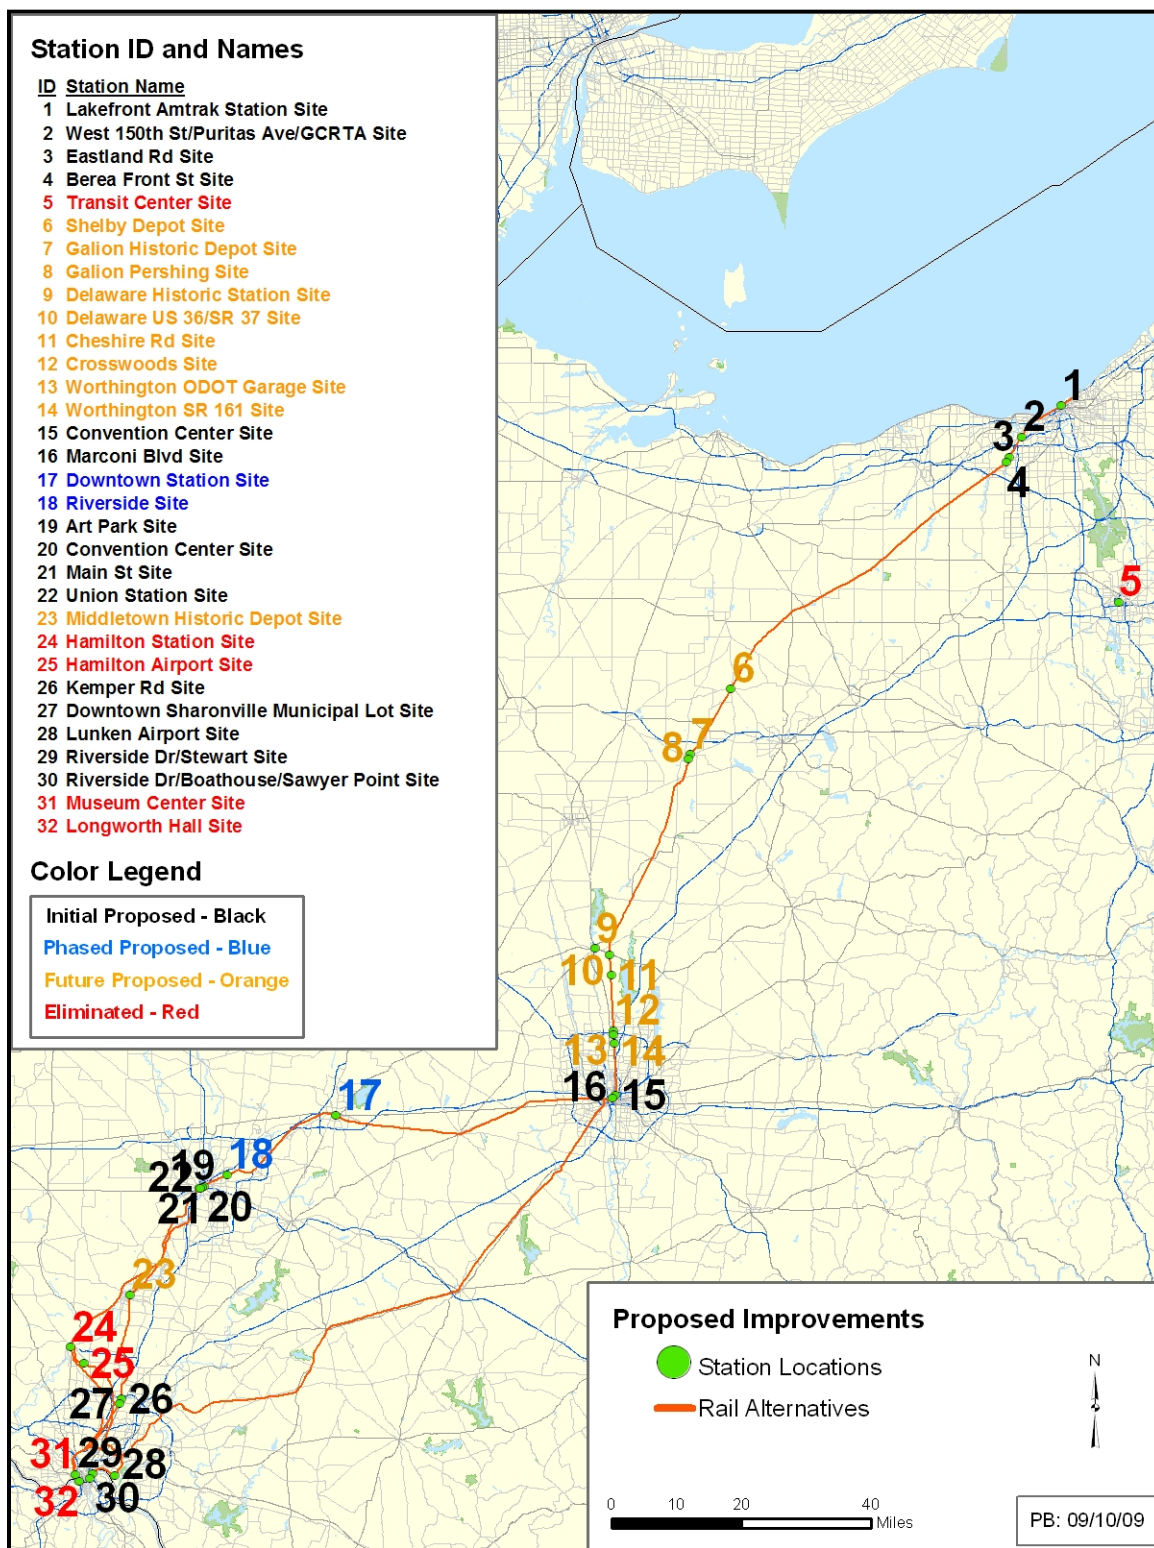 Station ID and Names
ID Station Name
1 Lakefront Amtrak Station Site
2 West 150th St/Puritas Ave/GCRTA Site
3 Eastland Rd Site
4 Berea Front St Site
5 Transit Center Site
6 Shelby Depot Site
7 Galion Historic Depot Site
8 Galion Pershing Site
9 Delaware Historic Station Site
10 Delaware US 36/SR 37 Site
11 Cheshire Rd Site
12 Crosswoods Site
13 Worthington ODOT Garage Site
14 Worthington SR 161 Site
15 Convention Center Site
16 Marconi Blvd Site
17 Downtown Station Site
18 Riverside Site
19 Art Park Site
20 Convention Center Site
21 Main St Site
22 Union Station Site
23 Middletown Historic Depot Site
24 Hamilton Station Site
25 Hamilton Airport Site
26 Kemper Rd Site
27 Downtown Sharonville Municipal Lot Site
28 Lunken Airport Site
29 Riverside Dr/Stewart Site
30 Riverside Dr/Boathouse/Sawyer Point Site
31 Museum Center Site
32 Longworth Hall Site
Color Legend
Initial Proposed - Black
Phased Proposed - Blue
Future Proposed - Orange
Eliminated - Red
1
2
3
4
5
6
7
8
9
10
11
12
13
14
16
15
17
18
19
22
21
20
23
24
25
27
26
31
29
28
32
30
Proposed Improvements
Station Locations
Rail Alternatives
N
0 10 20 40
Miles
PB: 09/10/09